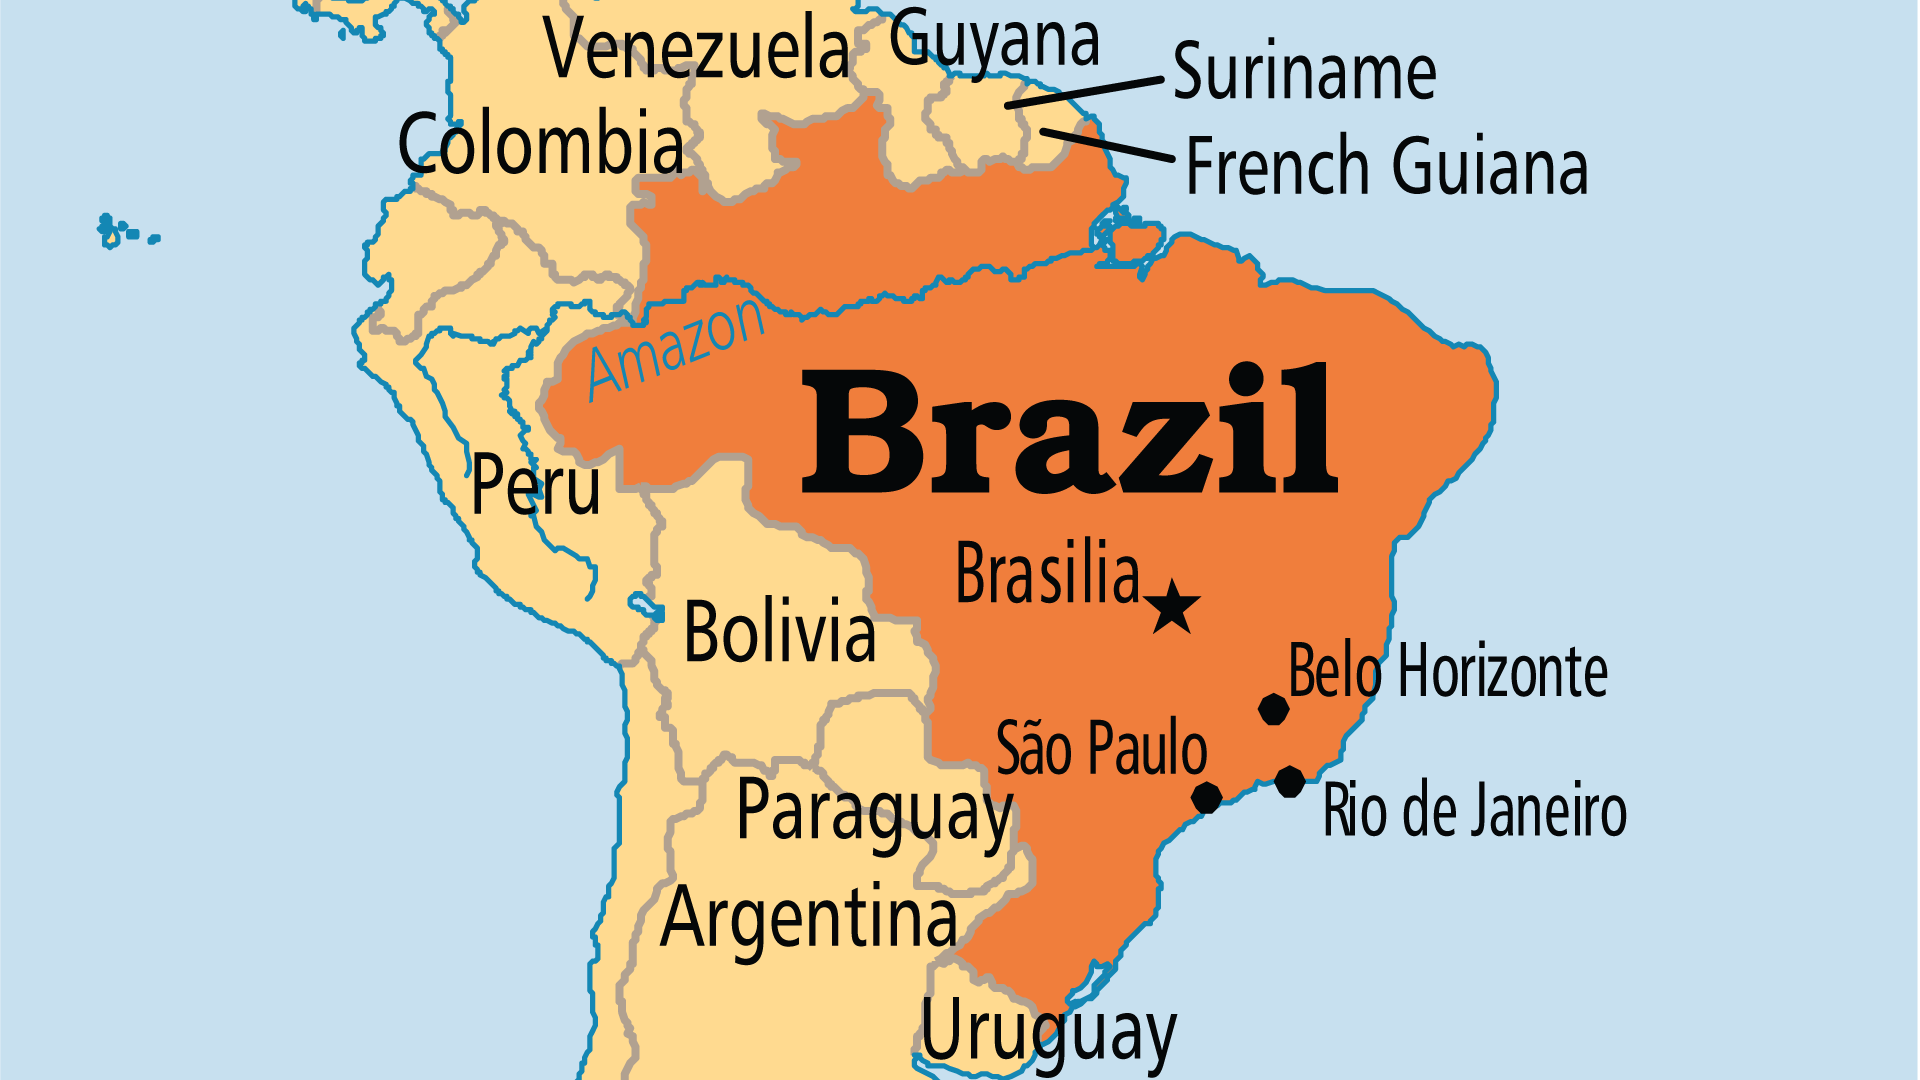 Venezuela
Guyana
Suriname
Colombia
French Guiana
Amazon
Brazil
Peru
Brasilia
Bolivia
Belo Horizonte
São Paulo
Paraguay
Rio de Janeiro
Argentina
Uruguay